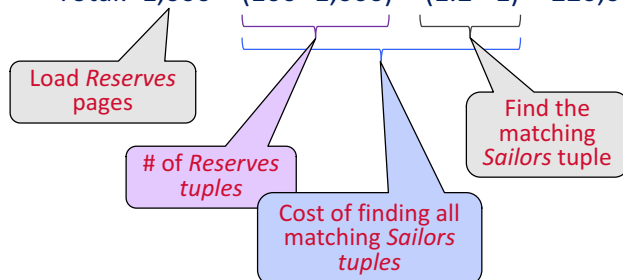 Load Reserves
pages
Find the
matching
Sailors tuple
# of Reserves
tuples
Cost of finding all
matching Sailors
tuples